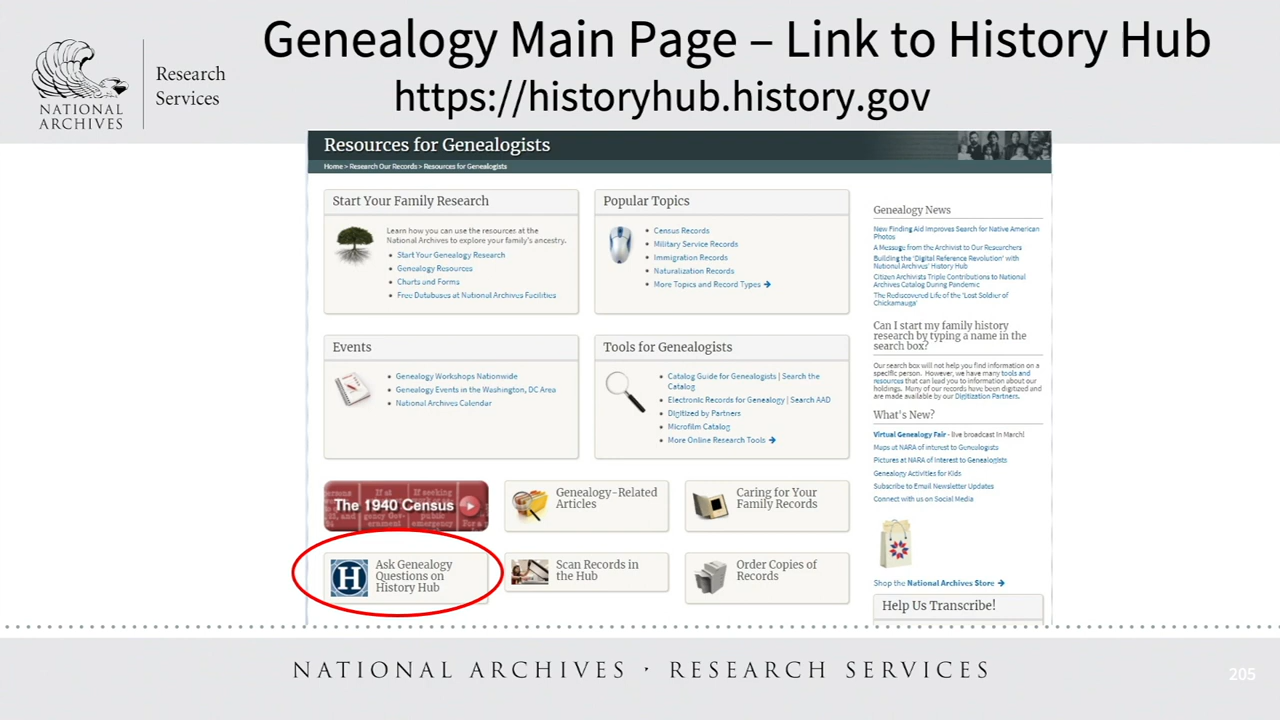 Genealogy Main Page – Link to History Hub
https://historyhub.history.gov
NATIONAL
ARCHIVES
Research
Services
Resources for Genealogists
Home > Research Our Records > Resources for Genealogists
Start Your Family Research
Learn how you can use the resources at the
National Archives to explore your family's ancestry.
Start Your Genealogy Research
Genealogy Resources
Charts and Forms
Free Databases at National Archives Facilities
Popular Topics
Census Records
Military Service Records
Immigration Records
Naturalization Records
More Topics and Record Types →
Events
Genealogy Workshops Nationwide
Genealogy Events in the Washington, DC Area
National Archives Calendar
Tools for Genealogists
Catalog Guide for Genealogists | Search the
Catalog
Electronic Records for Genealogy | Search AAD
Digitized by Partners
Microfilm Catalog
More Online Research Tools →
The 1940 Census
Genealogy-Related
Articles
Caring for Your
Family Records
H
Ask Genealogy
Questions on
History Hub
Scan Records in
the Hub
Order Copies of
Records
Genealogy News
New Finding Aid Improves Search for Native American
Photos
A Message from the Archivist to Our Researchers
Building the 'Digital Reference Revolution' with
National Archives' History Hub
Citizen Archivists Triple Contributions to National
Archives Catalog During Pandemic
The Rediscovered Life of the 'Lost Soldier of
Chickamauga'
Can I start my family history
research by typing a name in the
search box?
Our search box will not help you find information on a
specific person. However, we have many tools and
resources that can lead you to information about our
holdings. Many of our records have been digitized and
are made available by our Digitization Partners.
What's New?
Virtual Genealogy Fair - live broadcast in March!
Maps at NARA of interest to Genealogists
Pictures at NARA of Interest to Genealogists
Genealogy Activities for Kids
Subscribe to Email Newsletter Updates
Connect with us on Social Media
Shop the National Archives Store →
Help Us Transcribe!
NATIONAL ARCHIVES · RESEARCH SERVICES
205